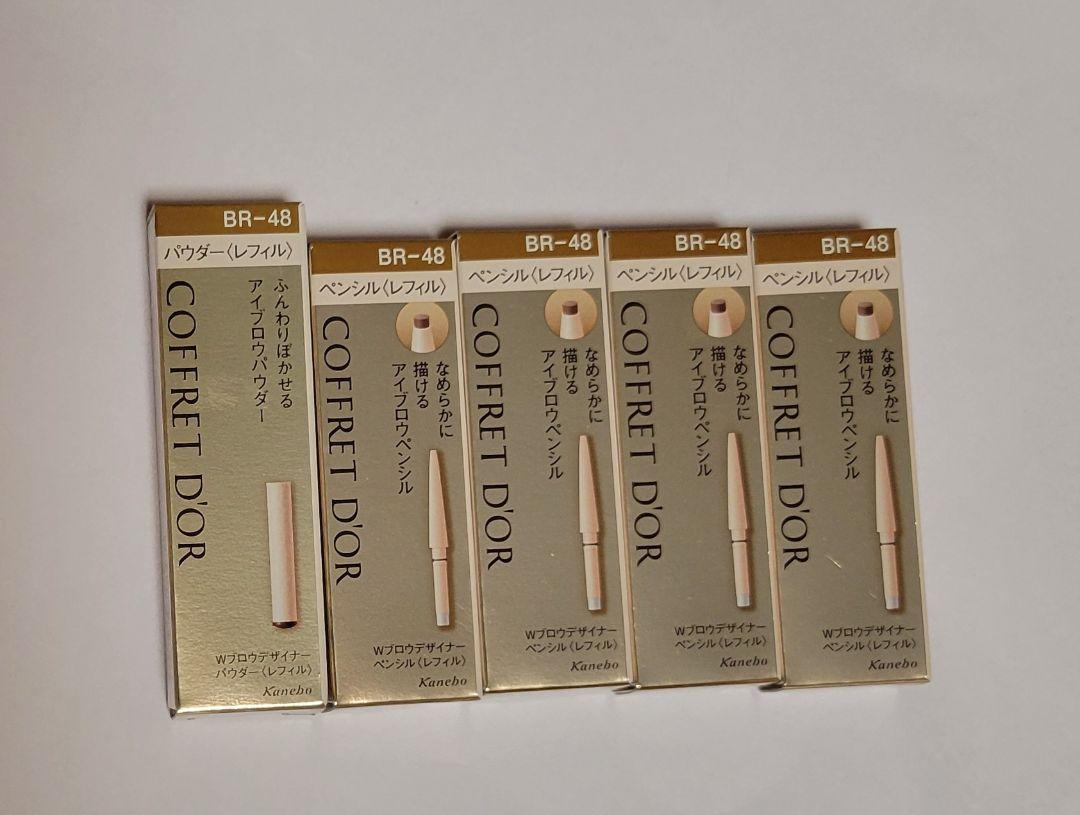 BR-48
パウダー〈レフィル〉
COFFRET D'OR
ふんわりぼかせる
アイブロウパウダー
Wブロウデザイナー
パウダー〈レフィル〉
Kanebo
BR-48
ペンシル〈レフィル〉
COFFRET D'OR
なめらかに
描ける
アイブロウペンシル
Wブロウデザイナー
ペンシル〈レフィル〉
Kanebo
BR-48
ペンシル〈レフィル〉
COFFRET D'OR
なめらかに
描ける
アイブロウペンシル
Wブロウデザイナー
ペンシル〈レフィル〉
Kanebo
BR-48
ペンシル〈レフィル〉
COFFRET D'OR
なめらかに
描ける
アイブロウペンシル
Wブロウデザイナー
ペンシル〈レフィル〉
Kanebo
BR-48
ペンシル〈レフィル〉
COFFRET D'OR
なめらかに
描ける
アイブロウペンシル
Wブロウデザイナー
ペンシル〈レフィル〉
Kanebo